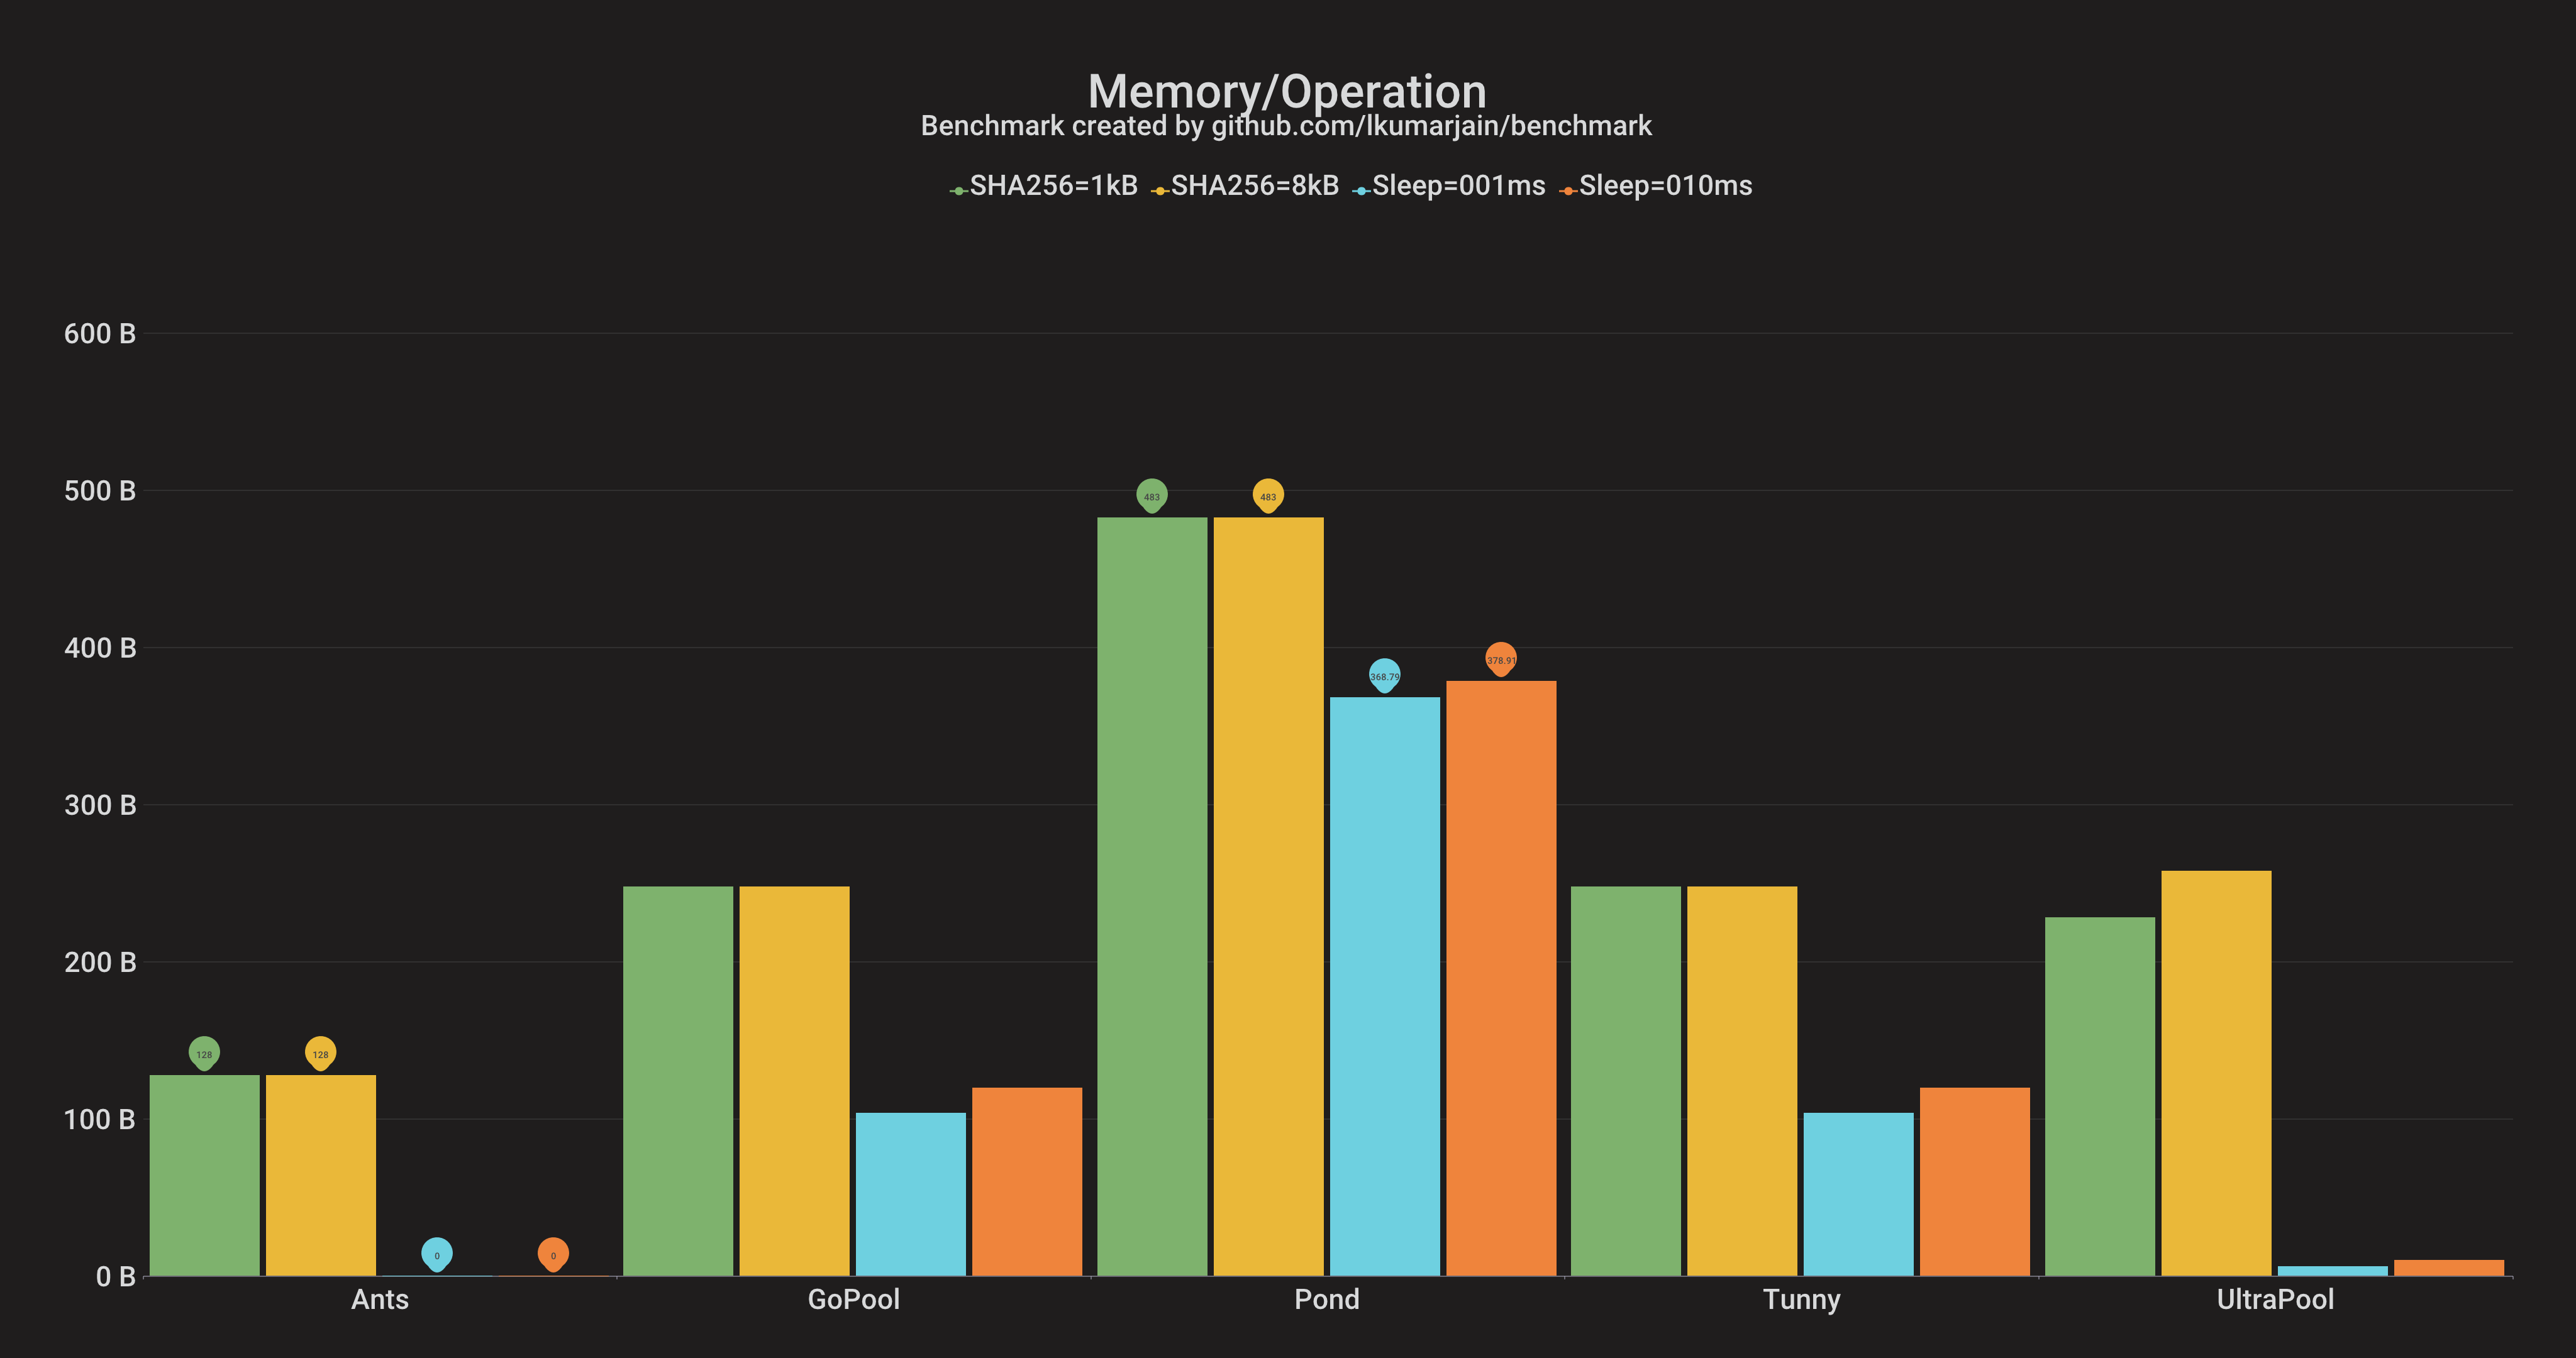 Memory/Operation
Benchmark created by github.com/lkumarjain/benchmark
SHA256=1kB SHA256=8kB Sleep=001ms Sleep=010ms
600 B
500 B
483 483
400 B
378.91
368.79
300 B
200 B
128 128
100 B
0 0
0 B
Ants GoPool Pond Tunny UltraPool